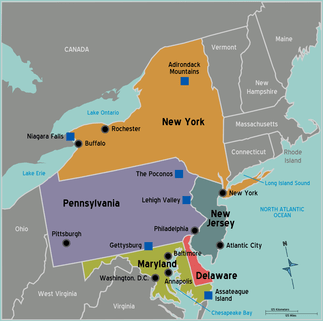 Maine
CANADA
Vermont
Adirondack
Mountains
New
Hampshire
Lake Ontario
New York
Rochester
Niagara Falls
Buffalo
Massachusetts
Connecticut
Rhode
Island
Lake Erie
The Poconos
Long Island Sound
New York
Lehigh Valley
Ohio
Pennsylvania
NORTH ATLANTIC
OCEAN
New
Jersey
Philadelphia
Pittsburgh
Gettysburg
Atlantic City
Baltimore
Maryland
Delaware
Washington, D.C.
Annapolis
West Virginia
Assateague
Island
Virginia
Chesapeake Bay
N